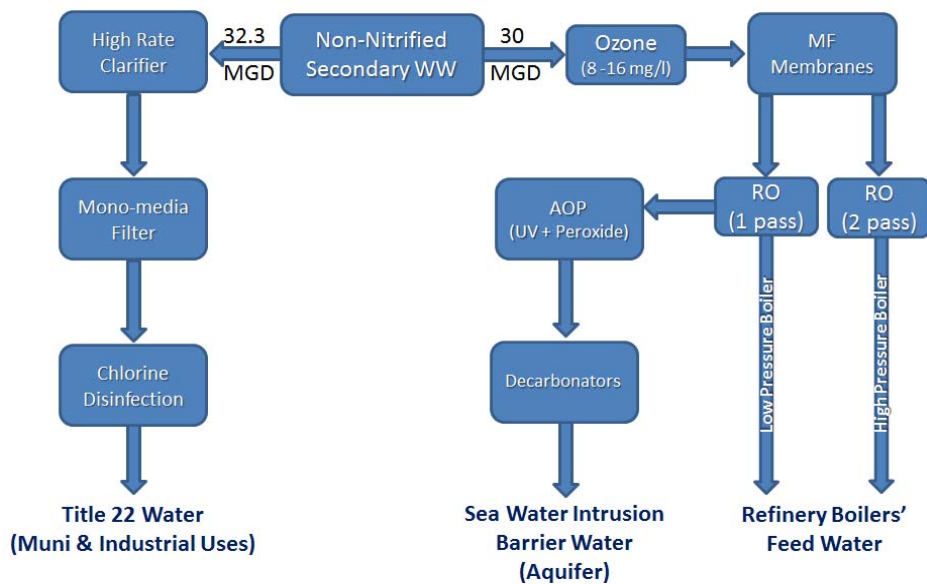 High Rate
Clarifier
32.3
MGD
Non-Nitrified
Secondary WW
30
MGD
Ozone
(8 -16 mg/l)
MF
Membranes
Mono-media
Filter
AOP
(UV + Peroxide)
RO
(1 pass)
RO
(2 pass)
Chlorine
Disinfection
Decarbonators
Low Pressure Boiler
High Pressure Boiler
Title 22 Water
(Muni & Industrial Uses)
Sea Water Intrusion
Barrier Water
(Aquifer)
Refinery Boilers'
Feed Water